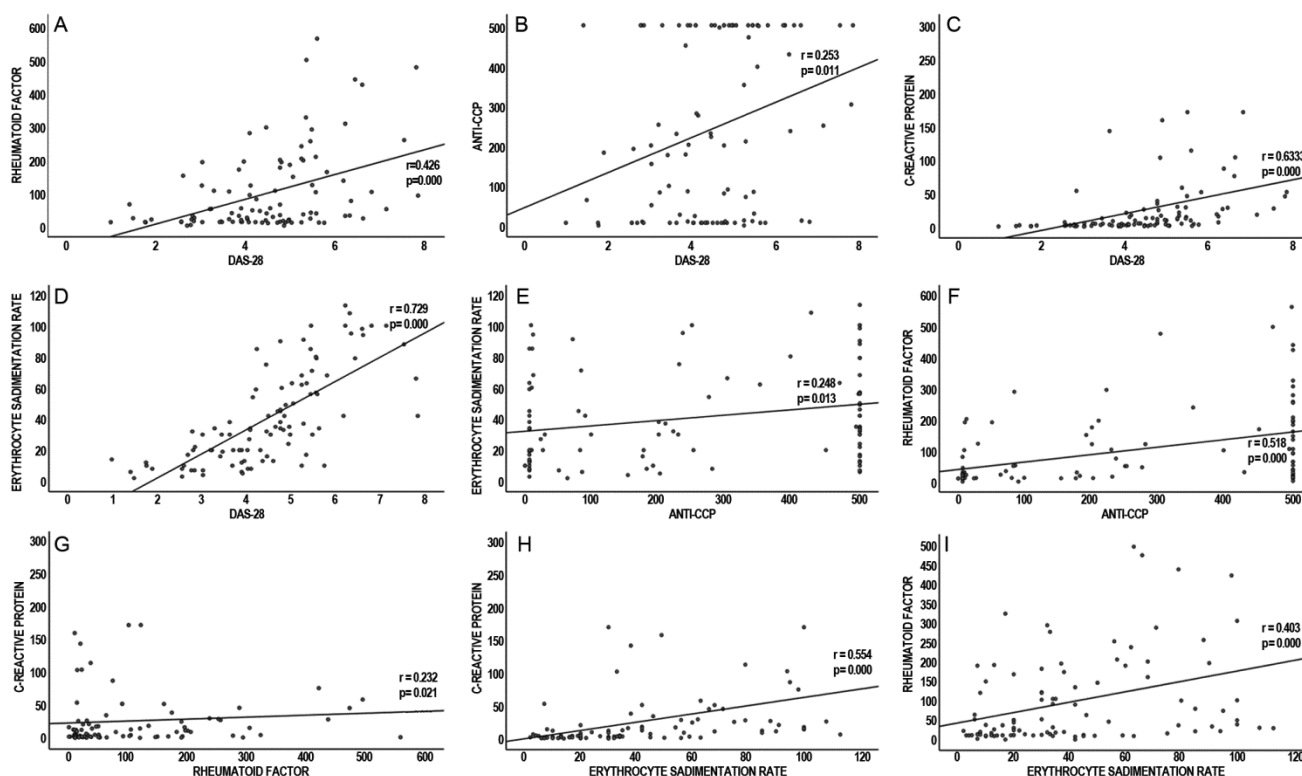 A
RHEUMATOID FACTOR
600
500
400
300
200
100
0
r=0.426
p=0.000
0 2 4 6 8
DAS-28
B
ANTI-CCP
500
400
300
200
100
0
r = 0.253
p= 0.011
0 2 4 6 8
DAS-28
C
C-REACTIVE PROTEIN
300
250
200
150
100
50
0
r = 0.6333
p= 0.000
0 2 4 6 8
DAS-28
D
ERYTHROCYTE SADIMENTATION RATE
120
100
80
60
40
20
0
r = 0.729
p= 0.000
0 1 2 3 4 5 6 7 8
DAS-28
E
ERYTHROCYTE SADIMENTATION RATE
120
100
80
60
40
20
0
r = 0.248
p= 0.013
0 100 200 300 400 500
ANTI-CCP
F
RHEUMATOID FACTOR
600
500
400
300
200
100
0
r = 0.518
p= 0.000
0 100 200 300 400 500
ANTI-CCP
G
C-REACTIVE PROTEIN
300
250
200
150
100
50
0
r = 0.232
p= 0.021
0 100 200 300 400 500 600
RHEUMATOID FACTOR
H
C-REACTIVE PROTEIN
300
250
200
150
100
50
0
r = 0.554
p= 0.000
0 20 40 60 80 100 120
ERYTHROCYTE SADIMENTATION RATE
I
RHEUMATOID FACTOR
500
450
400
350
300
250
200
150
100
50
0
r = 0.403
p= 0.000
0 20 40 60 80 100 120
ERYTHROCYTE SADIMENTATION RATE